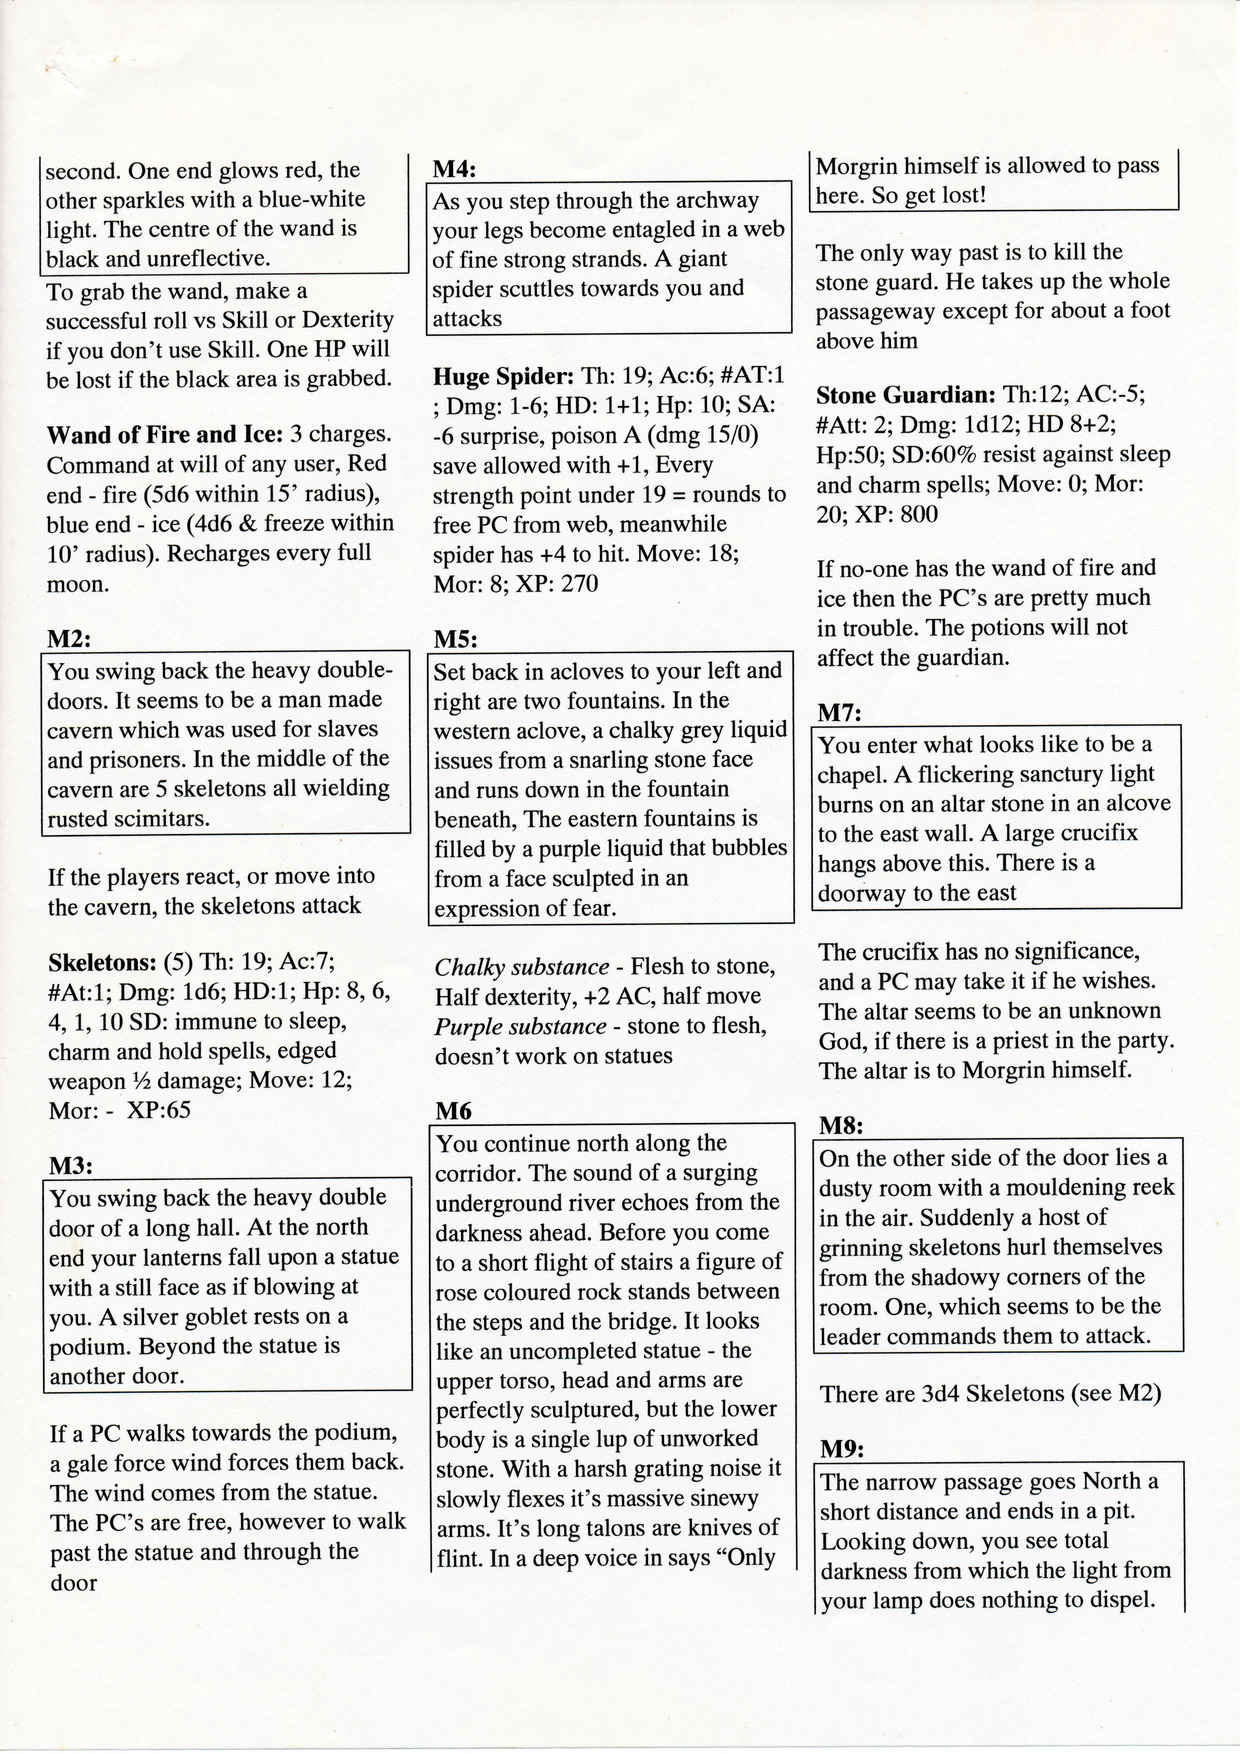 second. One end glows red, the
other sparkles with a blue-white
light. The centre of the wand is
black and unreflective.
To grab the wand, make a
successful roll vs Skill or Dexterity
if you don’t use Skill. One HP will
be lost if the black area is grabbed.
Wand of Fire and Ice: 3 charges.
Command at will of any user, Red
end - fire (5d6 within 15’ radius),
blue end - ice (4d6 & freeze within
10’ radius). Recharges every full
moon.
M2:
You swing back the heavy double-
doors. It seems to be a man made
cavern which was used for slaves
and prisoners. In the middle of the
cavern are 5 skeletons all wielding
rusted scimitars.
If the players react, or move into
the cavern, the skeletons attack
Skeletons: (5) Th: 19; Ac:7;
#At:1; Dmg: 1d6; HD:1; Hp: 8, 6,
4, 1, 10 SD: immune to sleep,
charm and hold spells, edged
weapon ½ damage; Move: 12;
Mor: - XP:65
M3:
You swing back the heavy double
door of a long hall. At the north
end your lanterns fall upon a statue
with a still face as if blowing at
you. A silver goblet rests on a
podium. Beyond the statue is
another door.
If a PC walks towards the podium,
a gale force wind forces them back.
The wind comes from the statue.
The PC’s are free, however to walk
past the statue and through the
door
M4:
As you step through the archway
your legs become entagled in a web
of fine strong strands. A giant
spider scuttles towards you and
attacks
Huge Spider: Th: 19; Ac:6; #AT:1
; Dmg: 1-6; HD: 1+1; Hp: 10; SA:
-6 surprise, poison A (dmg 15/0)
save allowed with +1, Every
strength point under 19 = rounds to
free PC from web, meanwhile
spider has +4 to hit. Move: 18;
Mor: 8; XP: 270
M5:
Set back in acloves to your left and
right are two fountains. In the
western aclove, a chalky grey liquid
issues from a snarling stone face
and runs down in the fountain
beneath, The eastern fountains is
filled by a purple liquid that bubbles
from a face sculpted in an
expression of fear.
Chalky substance - Flesh to stone,
Half dexterity, +2 AC, half move
Purple substance - stone to flesh,
doesn’t work on statues
M6
You continue north along the
corridor. The sound of a surging
underground river echoes from the
darkness ahead. Before you come
to a short flight of stairs a figure of
rose coloured rock stands between
the steps and the bridge. It looks
like an uncompleted statue - the
upper torso, head and arms are
perfectly sculptured, but the lower
body is a single lup of unworked
stone. With a harsh grating noise it
slowly flexes it’s massive sinewy
arms. It’s long talons are knives of
flint. In a deep voice in says “Only
Morgrin himself is allowed to pass
here. So get lost!
The only way past is to kill the
stone guard. He takes up the whole
passageway except for about a foot
above him
Stone Guardian: Th:12; AC:-5;
#Att: 2; Dmg: 1d12; HD 8+2;
Hp:50; SD:60% resist against sleep
and charm spells; Move: 0; Mor:
20; XP: 800
If no-one has the wand of fire and
ice then the PC’s are pretty much
in trouble. The potions will not
affect the guardian.
M7:
You enter what looks like to be a
chapel. A flickering sanctury light
burns on an altar stone in an alcove
to the east wall. A large crucifix
hangs above this. There is a
doorway to the east
The crucifix has no significance,
and a PC may take it if he wishes.
The altar seems to be an unknown
God, if there is a priest in the party.
The altar is to Morgrin himself.
M8:
On the other side of the door lies a
dusty room with a mouldening reek
in the air. Suddenly a host of
grinning skeletons hurl themselves
from the shadowy corners of the
room. One, which seems to be the
leader commands them to attack.
There are 3d4 Skeletons (see M2)
M9:
The narrow passage goes North a
short distance and ends in a pit.
Looking down, you see total
darkness from which the light from
your lamp does nothing to dispel.